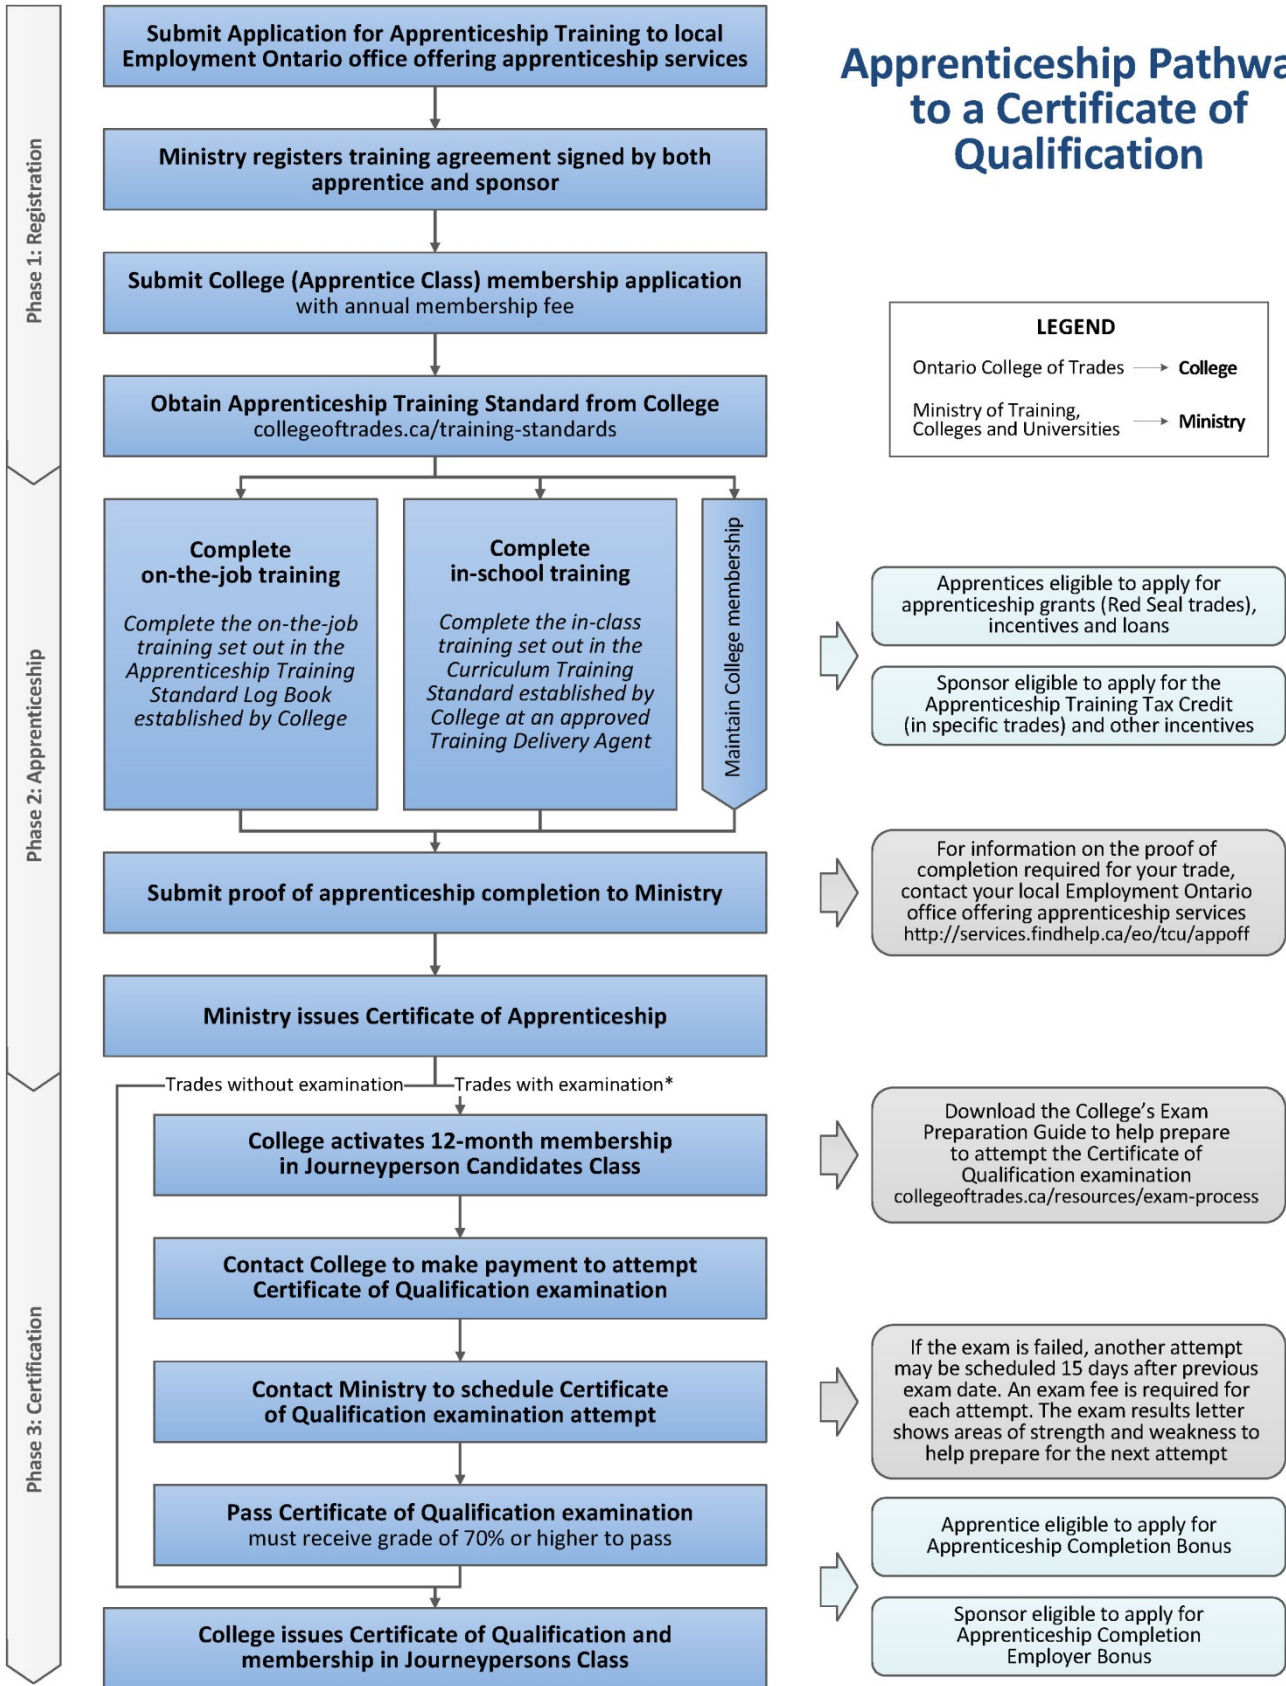 Submit Application for Apprenticeship Training to local
Employment Ontario office offering apprenticeship services
Apprenticeship Pathwa
to a Certificate of
Qualification
Phase 1: Registration
Ministry registers training agreement signed by both
apprentice and sponsor
Submit College (Apprentice Class) membership application
with annual membership fee
LEGEND
Ontario College of Trades → College
Ministry of Training,
Colleges and Universities → Ministry
Obtain Apprenticeship Training Standard from College
collegeoftrades.ca/training-standards
Phase 2: Apprenticeship
Complete
on-the-job training
Complete the on-the-job
training set out in the
Apprenticeship Training
Standard Log Book
established by College
Complete
in-school training
Complete the in-class
training set out in the
Curriculum Training
Standard established by
College at an approved
Training Delivery Agent
Maintain College membership
Apprentices eligible to apply for
apprenticeship grants (Red Seal trades),
incentives and loans
Sponsor eligible to apply for the
Apprenticeship Training Tax Credit
(in specific trades) and other incentives
Submit proof of apprenticeship completion to Ministry
For information on the proof of
completion required for your trade,
contact your local Employment Ontario
office offering apprenticeship services
http://services.findhelp.ca/eo/tcu/appoff
Ministry issues Certificate of Apprenticeship
Phase 3: Certification
Trades without examination
Trades with examination*
College activates 12-month membership
in Journeyperson Candidates Class
Download the College's Exam
Preparation Guide to help prepare
to attempt the Certificate of
Qualification examination
collegeoftrades.ca/resources/exam-process
Contact College to make payment to attempt
Certificate of Qualification examination
Contact Ministry to schedule Certificate
of Qualification examination attempt
If the exam is failed, another attempt
may be scheduled 15 days after previous
exam date. An exam fee is required for
each attempt. The exam results letter
shows areas of strength and weakness to
help prepare for the next attempt
Pass Certificate of Qualification examination
must receive grade of 70% or higher to pass
Apprentice eligible to apply for
Apprenticeship Completion Bonus
College issues Certificate of Qualification and
membership in Journeypersons Class
Sponsor eligible to apply for
Apprenticeship Completion
Employer Bonus